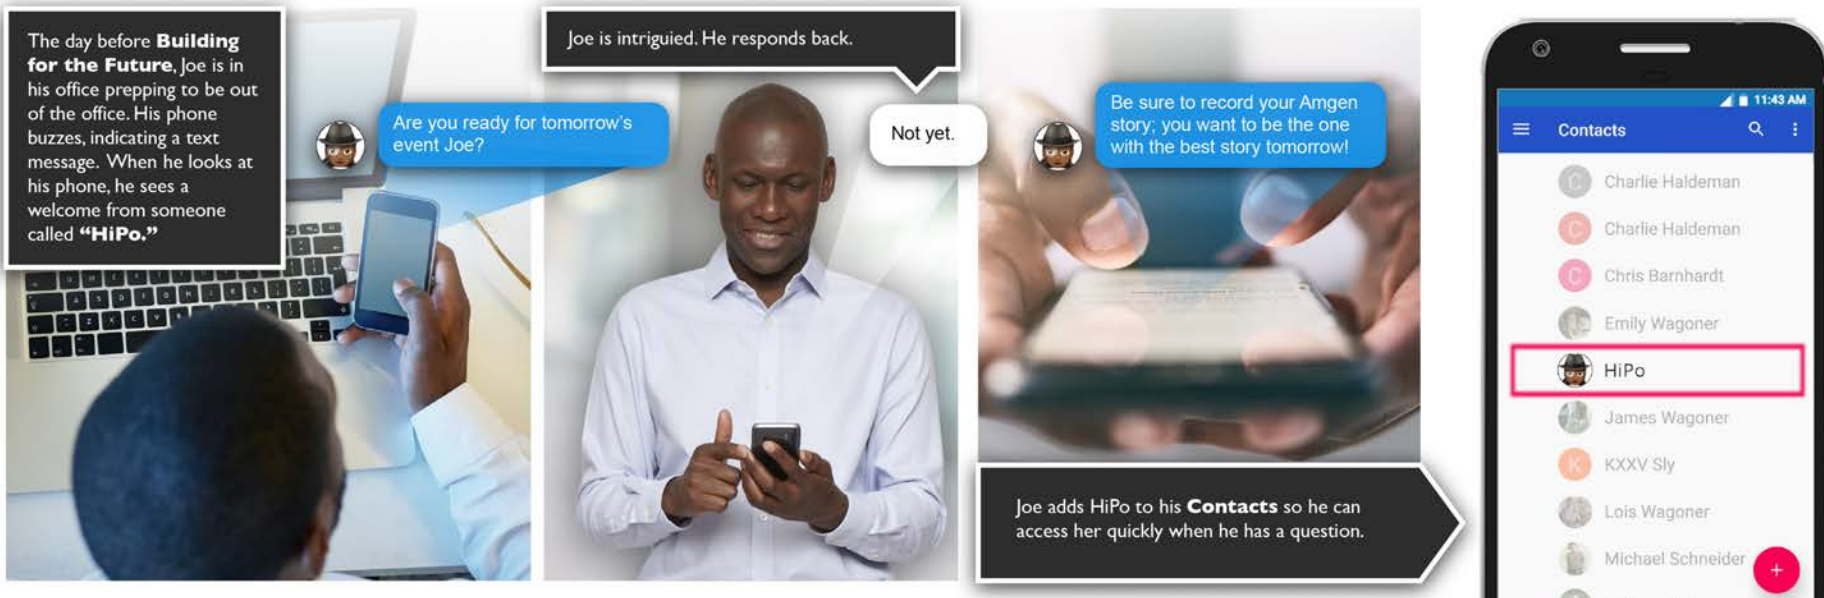 The day before Building
for the Future, Joe is in
his office prepping to be out
of the office. His phone
buzzes, indicating a text
message. When he looks at
his phone, he sees a
welcome from someone
called “HiPo.”
Are you ready for tomorrow’s
event Joe?
Joe is intriguied. He responds back.
Not yet.
Be sure to record your Amgen
story; you want to be the one
with the best story tomorrow!
Joe adds HiPo to his Contacts so he can
access her quickly when he has a question.
11:43 AM
Contacts
C Charlie Haldeman
C Charlie Haldeman
C Chris Barnhardt
Emily Wagoner
HiPo
James Wagoner
K KXXV Sly
Lois Wagoner
Michael Schneider
+